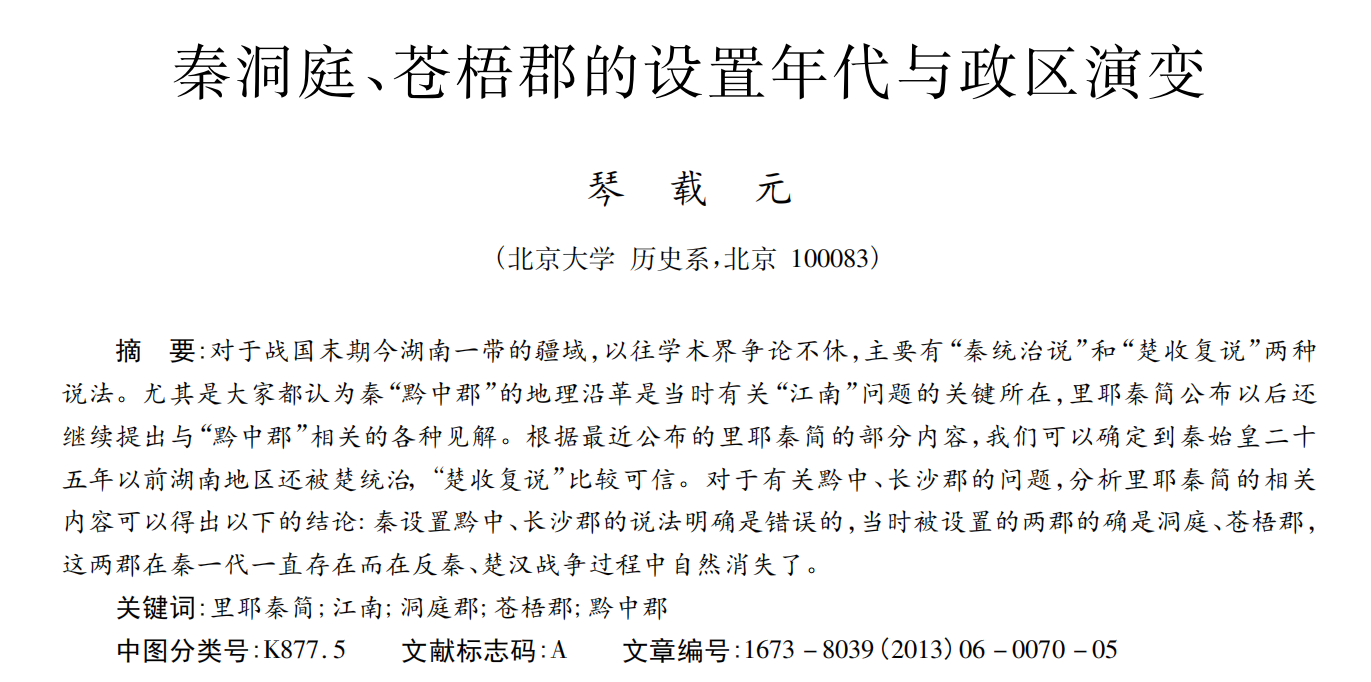 秦洞庭、苍梧郡的设置年代与政区演变
琴 载 元
(北京大学 历史系,北京 100083)
摘 要:对于战国末期今湖南一带的疆域,以往学术界争论不休,主要有“秦统治说”和“楚收复说”两种
说法。尤其是大家都认为秦“黔中郡”的地理沿革是当时有关“江南”问题的关键所在,里耶秦简公布以后还
继续提出与“黔中郡”相关的各种见解。根据最近公布的里耶秦简的部分内容,我们可以确定到秦始皇二十
五年以前湖南地区还被楚统治,“楚收复说”比较可信。对于有关黔中、长沙郡的问题,分析里耶秦简的相关
内容可以得出以下的结论:秦设置黔中、长沙郡的说法明确是错误的,当时被设置的两郡的确是洞庭、苍梧郡,
这两郡在秦一代一直存在而在反秦、楚汉战争过程中自然消失了。
关键词:里耶秦简;江南;洞庭郡;苍梧郡;黔中郡
中图分类号:K877.5 文献标志码:A 文章编号:1673-8039(2013)06-0070-05